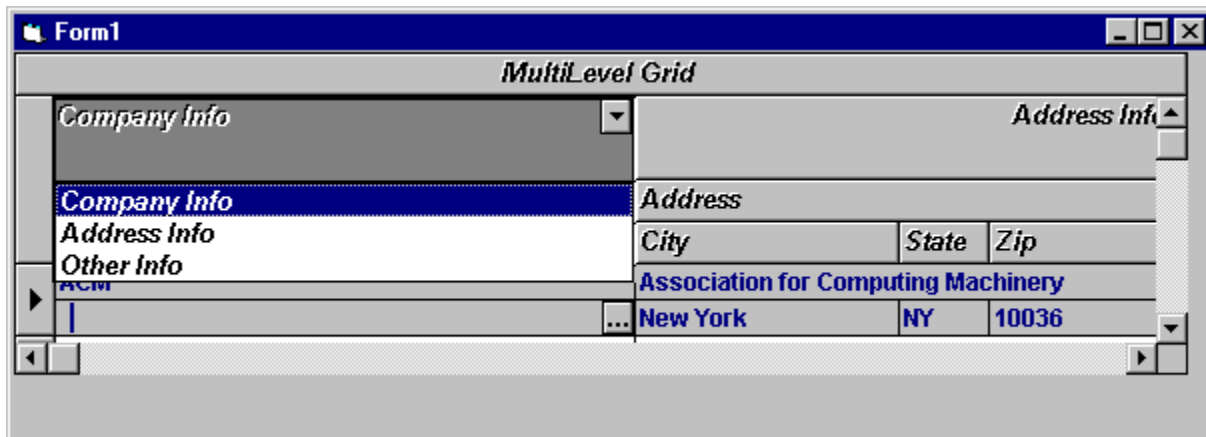 Form1
MultiLevel Grid
Company Info
Address Info
Company Info
Address Info
Other Info
Address
City State Zip
ACM
Association for Computing Machinery
... New York NY 10036